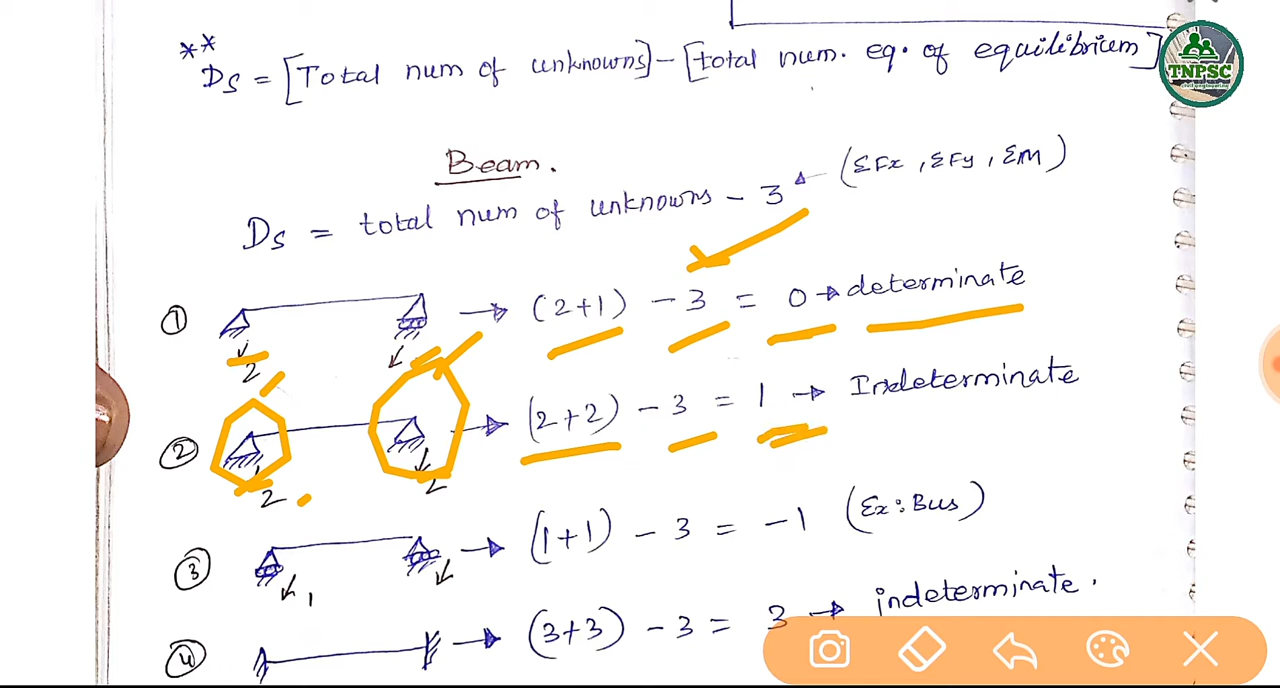 ** Ds = [Total num of unknowns] - [total num. eq. of equilibrium]
TNPSC
Beam.
Ds = total num of unknowns - 3 (ΣFx, ΣFy, ΣM)
① → (2+1) - 3 = 0 → determinate
2
② → (2+2) - 3 = 1 → Indeterminate
2 2
③ → (1+1) - 3 = -1 (Ex: Bus)
1
④ → (3+3) - 3 = 3 → indeterminate.